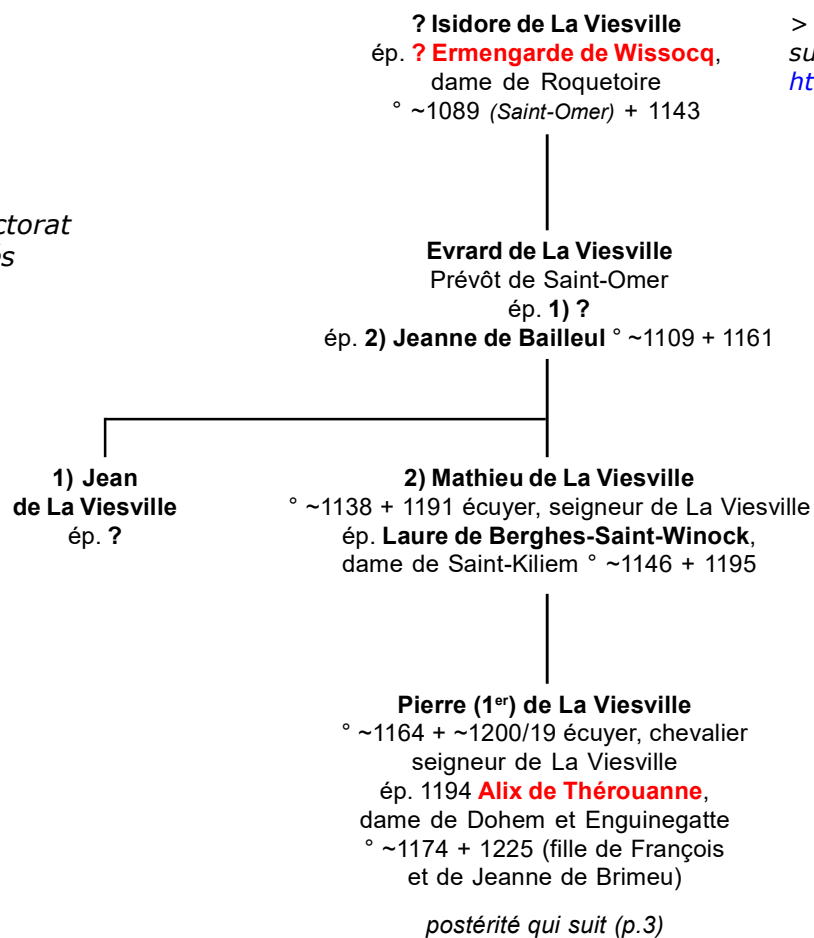 ? Isidore de La Viesville
ép. ? Ermengarde de Wissocq,
dame de Roquetoire
° ~1089 (Saint-Omer) + 1143
>
su
ht
ctorat
Evrard de La Viesville
Prévôt de Saint-Omer
ép. 1) ?
ép. 2) Jeanne de Bailleul ° ~1109 + 1161
1) Jean
de La Viesville
ép. ?
2) Mathieu de La Viesville
° ~1138 + 1191 écuyer, seigneur de La Viesville
ép. Laure de Berghes-Saint-Winock,
dame de Saint-Kiliem ° ~1146 + 1195
Pierre (1er) de La Viesville
° ~1164 + ~1200/19 écuyer, chevalier
seigneur de La Viesville
ép. 1194 Alix de Thérouanne,
dame de Dohem et Enguinegatte
° ~1174 + 1225 (fille de François
et de Jeanne de Brimeu)
postérité qui suit (p.3)